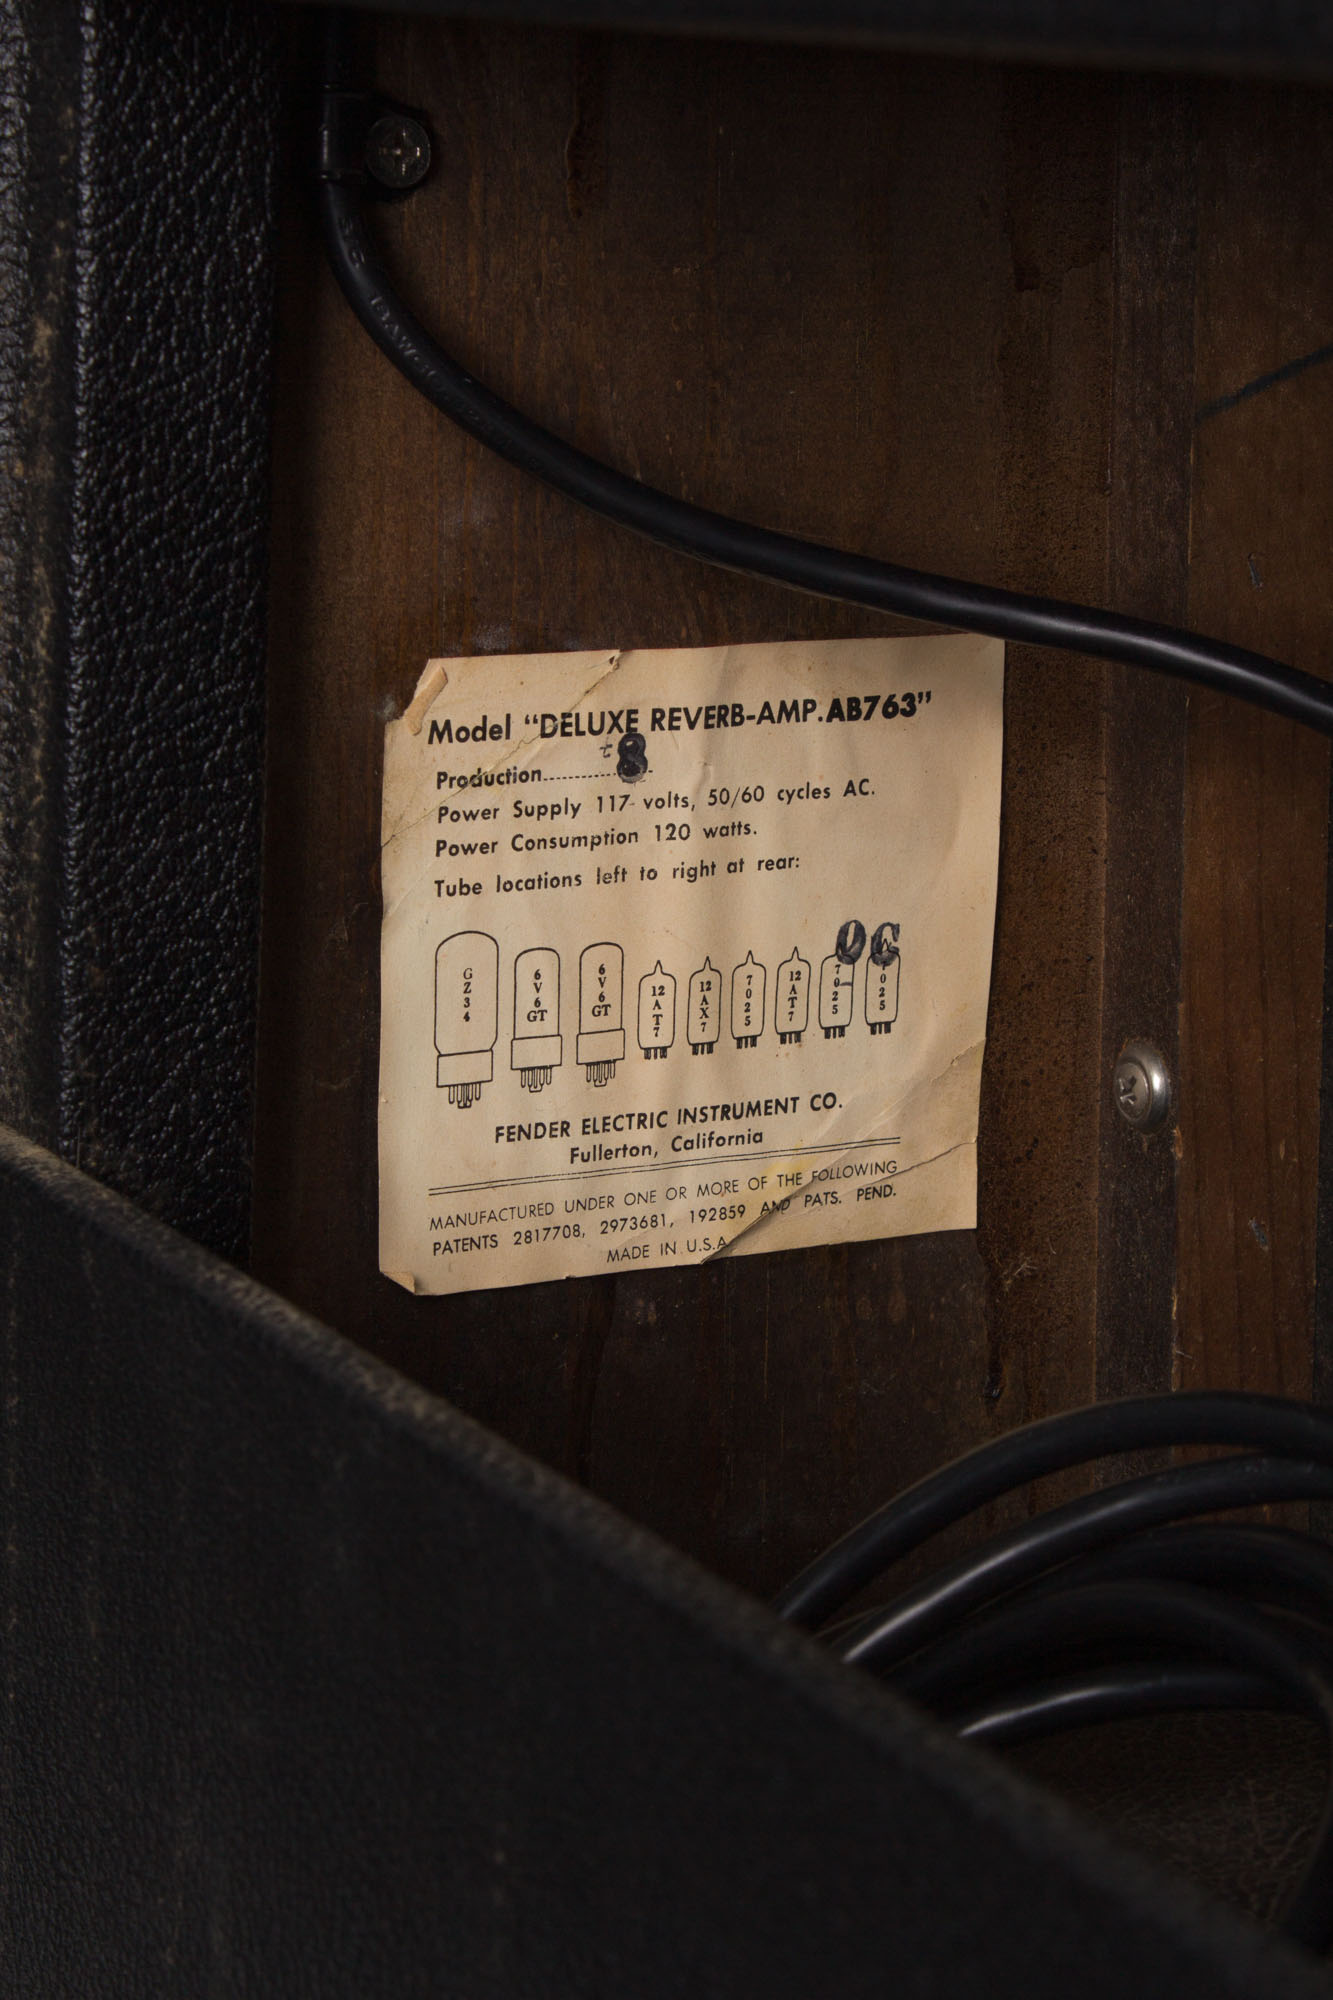 Model "DELUXE REVERB-AMP. AB763"
Production 8
Power Supply 117 volts, 50/60 cycles AC.
Power Consumption 120 watts.
Tube locations left to right at rear:
OC
GZ34 6V6GT 6V6GT 12AT7 12AX7 7025 12AT7 7025 7025
FENDER ELECTRIC INSTRUMENT CO.
Fullerton, California
MANUFACTURED UNDER ONE OR MORE OF THE FOLLOWING
PATENTS 2817708, 2973681, 192859 AND PATS. PEND.
MADE IN U.S.A.